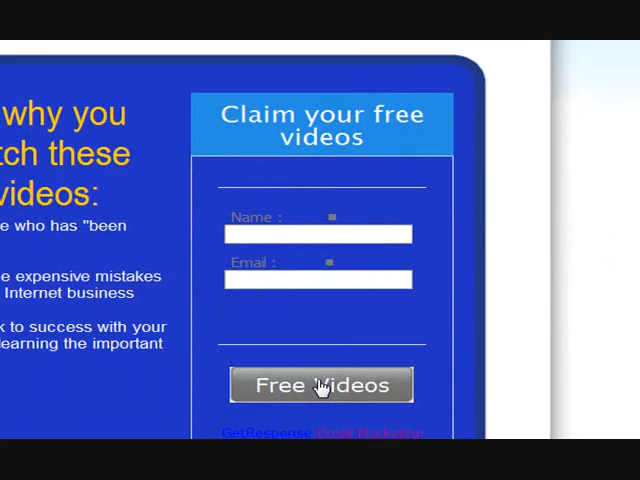 why you
tch these
videos:
e who has "been
e expensive mistakes
Internet business
k to success with your
learning the important
Claim your free
videos
Name :
Email :
Free Videos
GetResponse Email Marketing